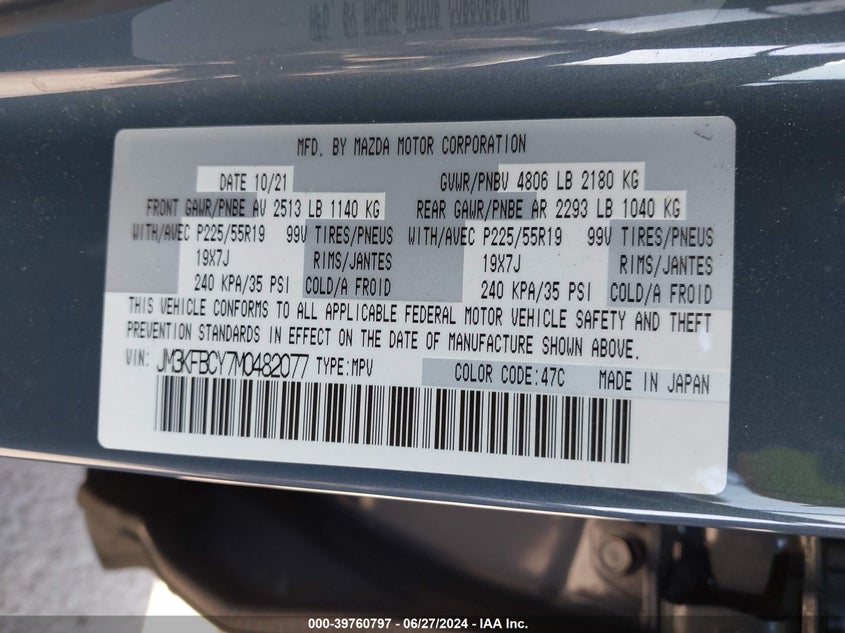 MFD. BY MAZDA MOTOR CORPORATION
MFD. BY MAZDA MOTOR CORPORATION
DATE 10/21 GVWR/PNBV 4806 LB 2180 KG
FRONT GAWR/PNBE AV 2513 LB 1140 KG REAR GAWR/PNBE AR 2293 LB 1040 KG
WITH/AVEC P225/55R19 99V TIRES/PNEUS WITH/AVEC P225/55R19 99V TIRES/PNEUS
19X7J RIMS/JANTES 19X7J RIMS/JANTES
240 KPA/35 PSI COLD/A FROID 240 KPA/35 PSI COLD/A FROID
THIS VEHICLE CONFORMS TO ALL APPLICABLE FEDERAL MOTOR VEHICLE SAFETY AND THEFT
PREVENTION STANDARDS IN EFFECT ON THE DATE OF MANUFACTURE SHOWN ABOVE.
VIN: JM3KFBCY7M0482077 TYPE:MPV COLOR CODE:47C MADE IN JAPAN
000-39760797 - 06/27/2024 - IAA Inc.